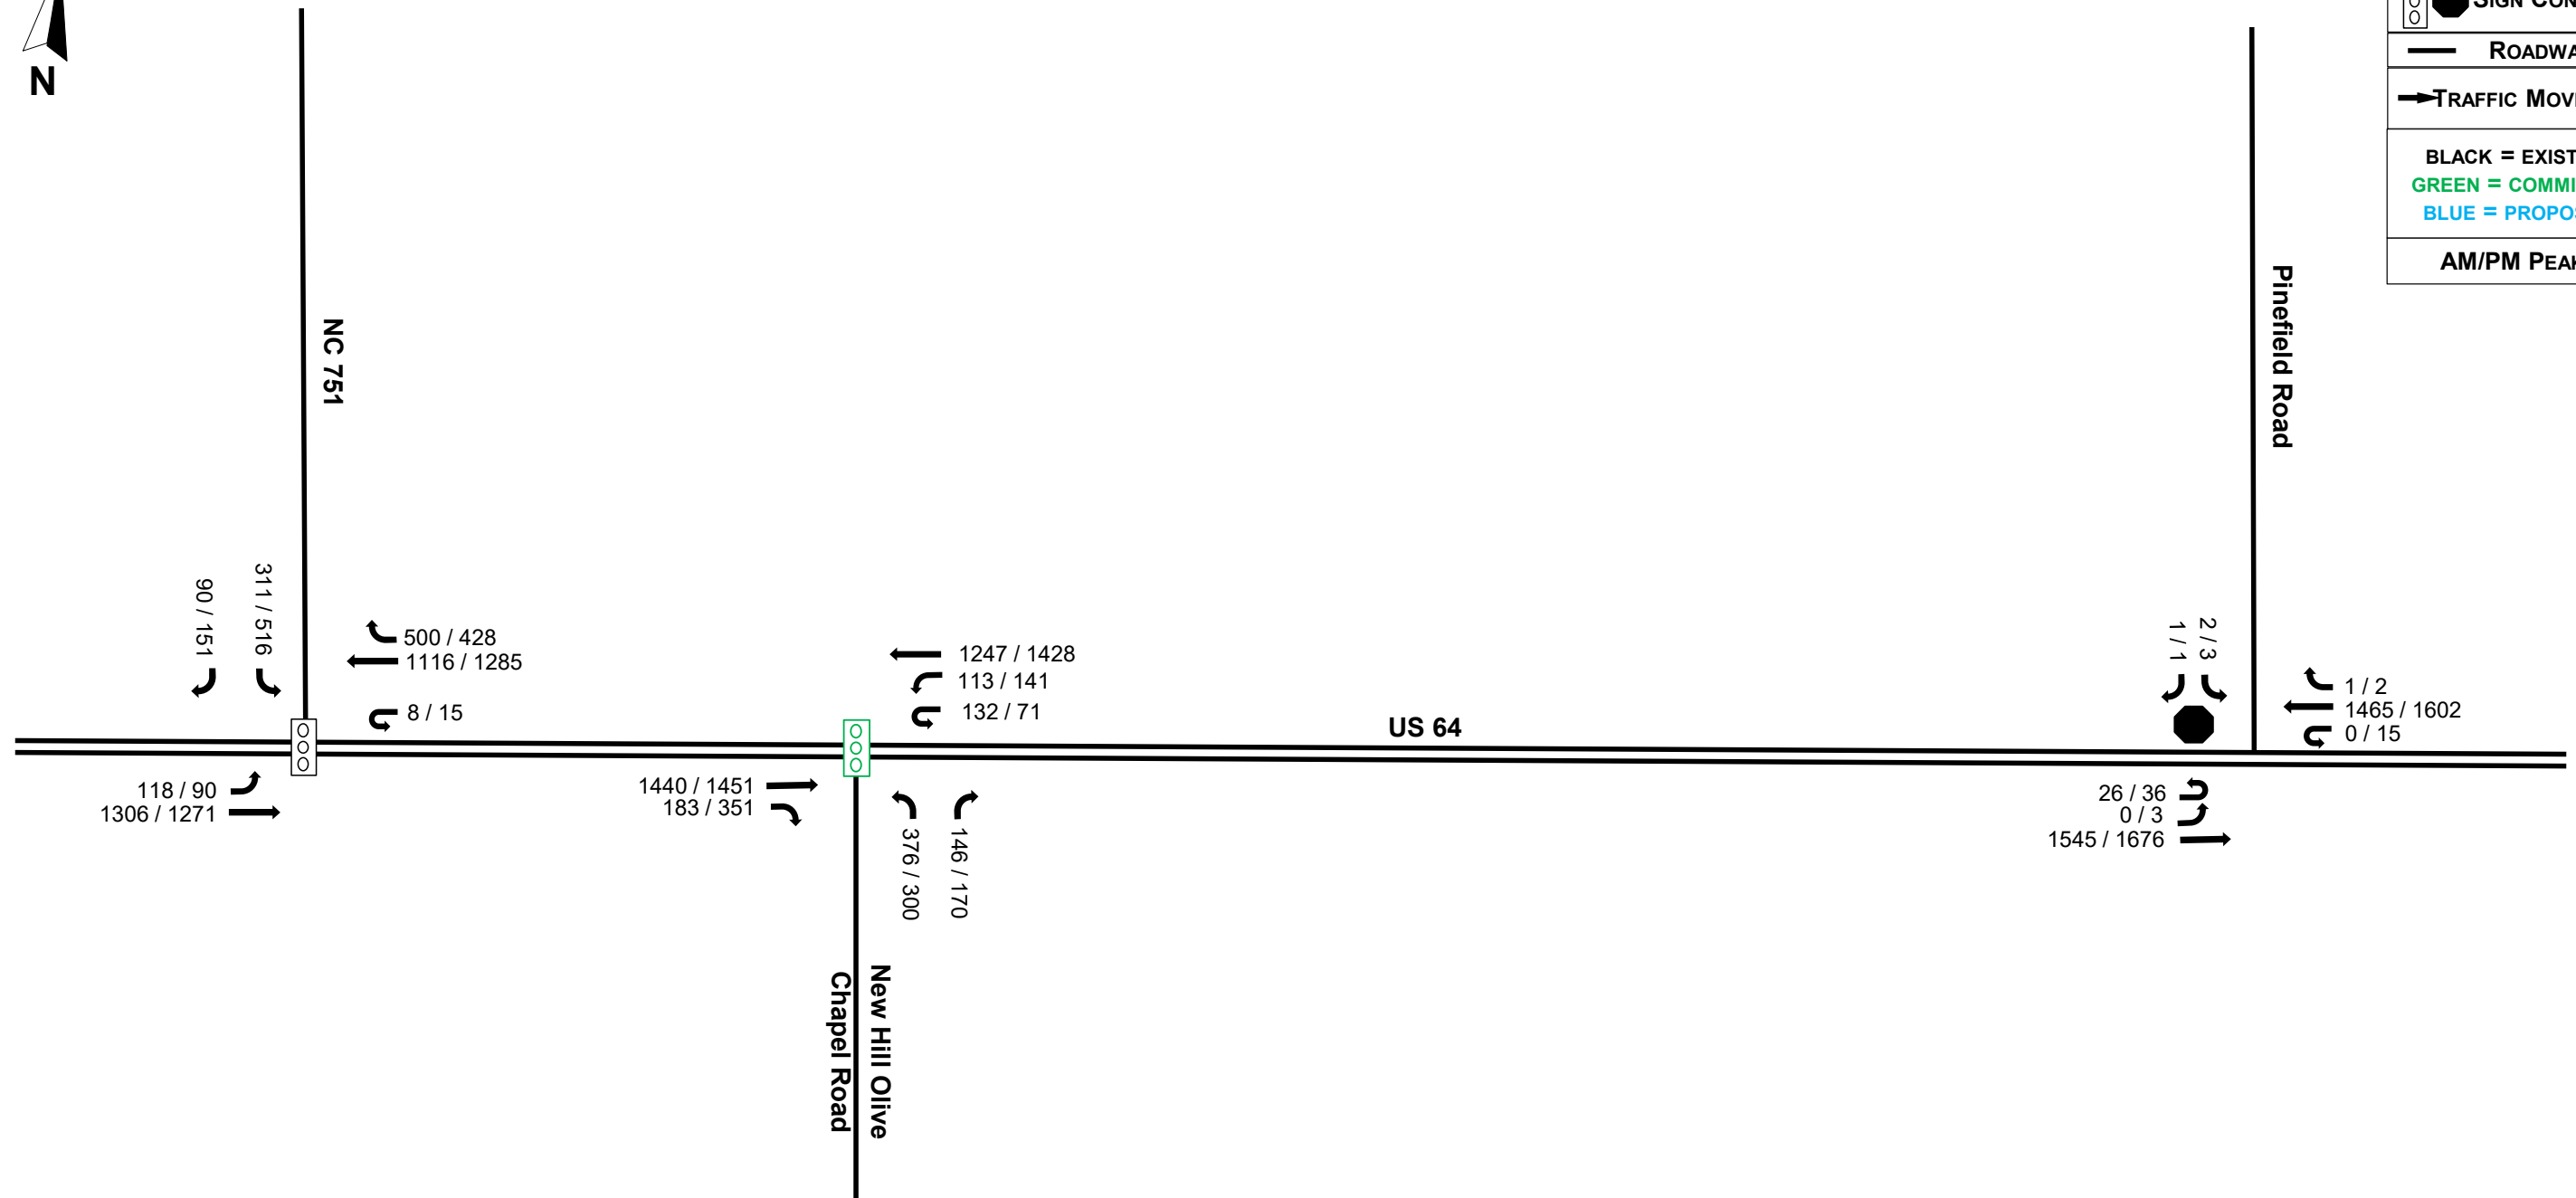 N
NC 751
Pinefield Road
ROADWA
TRAFFIC MOV
BLACK = EXIST
GREEN = COMMI
BLUE = PROPO
AM/PM PEA
90 / 151
311 / 516
500 / 428
1116 / 1285
8 / 15
118 / 90
1306 / 1271
1247 / 1428
113 / 141
132 / 71
1440 / 1451
183 / 351
376 / 300
146 / 170
New Hill Olive
Chapel Road
US 64
1 / 1
2 / 3
1 / 2
1465 / 1602
0 / 15
26 / 36
0 / 3
1545 / 1676